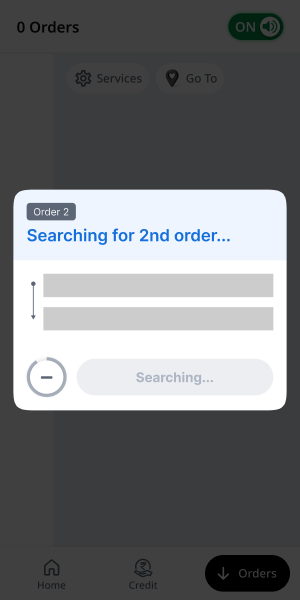 0 Orders
ON
Services
Go To
Order 2
Searching for 2nd order...
Searching...
Home
Credit
Orders